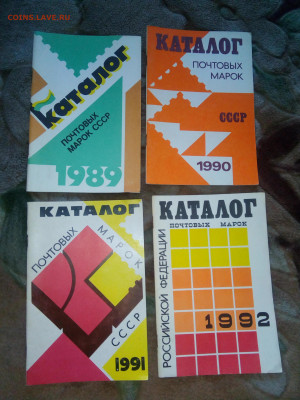 COINS.LAVE.RU
каталог
ПОЧТОВЫХ
МАРОК СССР
1989
КАТАЛОГ
ПОЧТОВЫХ
МАРОК
СССР
1990
КАТАЛОГ
ПОЧТОВЫХ
МАРОК
СССР
1991
КАТАЛОГ
ПОЧТОВЫХ МАРОК
РОССИЙСКОЙ ФЕДЕРАЦИИ
1992